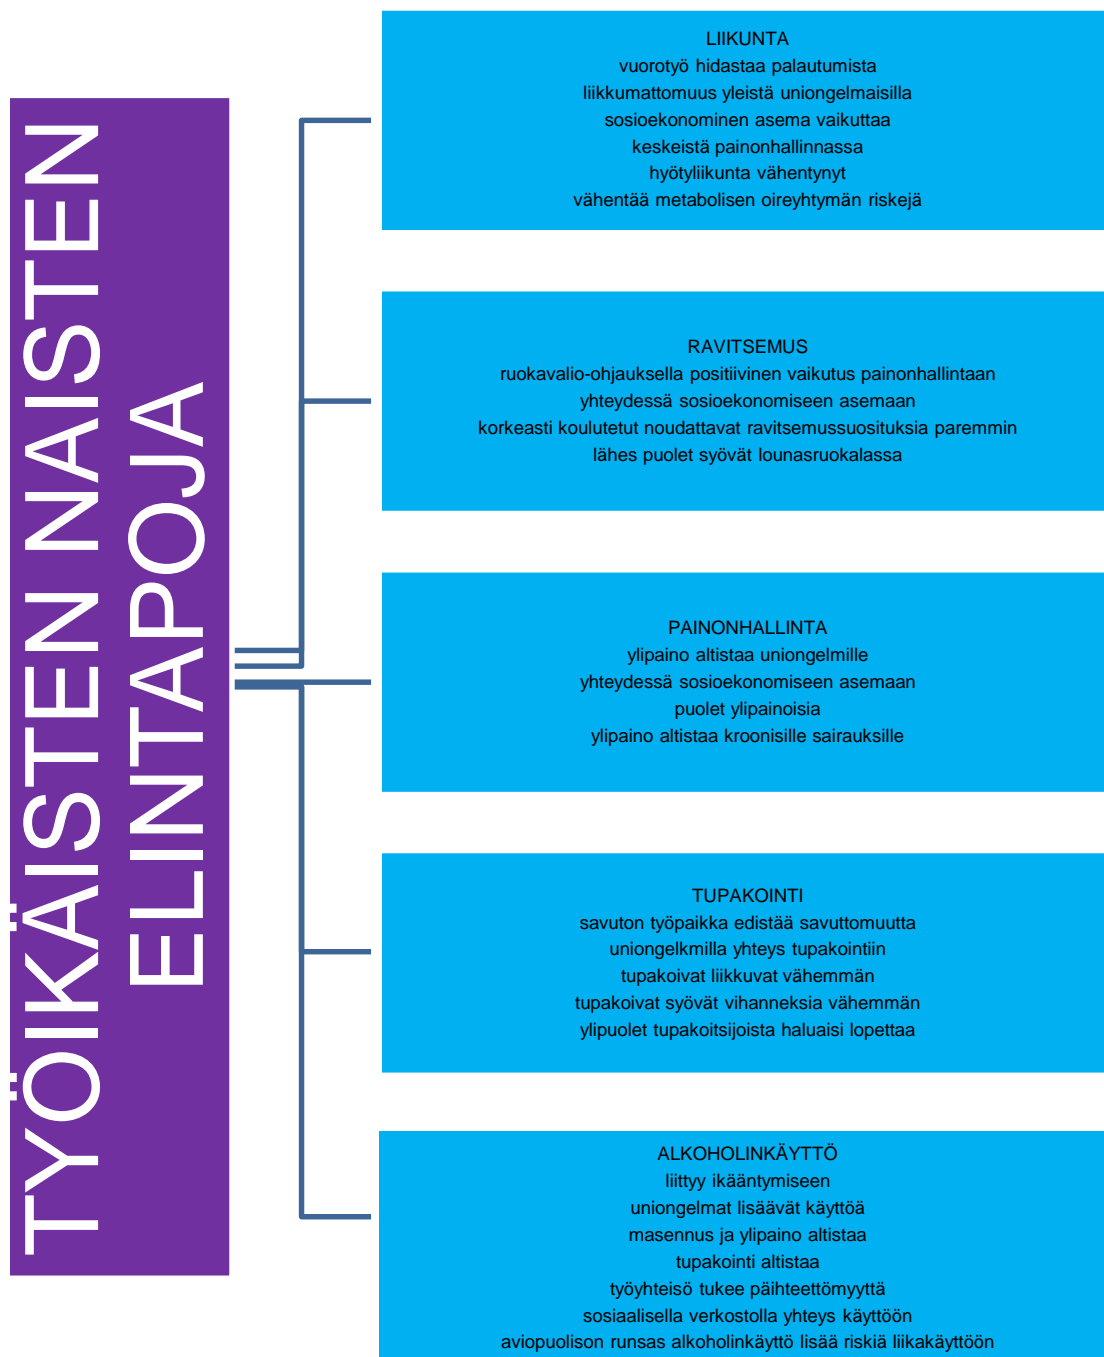 TYÖIKÄISTEN NAISTEN
ELINTAPOJA
LIIKUNTA
vuorotyö hidastaa palautumista
liikkumattomuus yleistä uniongelmaisilla
sosioekonominen asema vaikuttaa
keskeistä painonhallinnassa
hyötyliikunta vähentynyt
vähentää metabolisen oireyhtymän riskejä
RAVITSEMUS
ruokavalio-ohjauksella positiivinen vaikutus painonhallintaan
yhteydessä sosioekonomiseen asemaan
korkeasti koulutetut noudattavat ravitsemussuosituksia paremmin
lähes puolet syövät lounasruokalassa
PAINONHALLINTA
ylipaino altistaa uniongelmille
yhteydessä sosioekonomiseen asemaan
puolet ylipainoisia
ylipaino altistaa kroonisille sairauksille
TUPAKOINTI
savuton työpaikka edistää savuttomuutta
uniongelkmilla yhteys tupakointiin
tupakoivat liikkuvat vähemmän
tupakoivat syövät vihanneksia vähemmän
ylipuolet tupakoitsijoista haluaisi lopettaa
ALKOHOLINKÄYTTÖ
liittyy ikääntymiseen
uniongelmat lisäävät käyttöä
masennus ja ylipaino altistaa
tupakointi altistaa
työyhteisö tukee päihteettömyyttä
sosiaalisella verkostolla yhteys käyttöön
aviopuolison runsas alkoholinkäyttö lisää riskiä liikakäyttöön